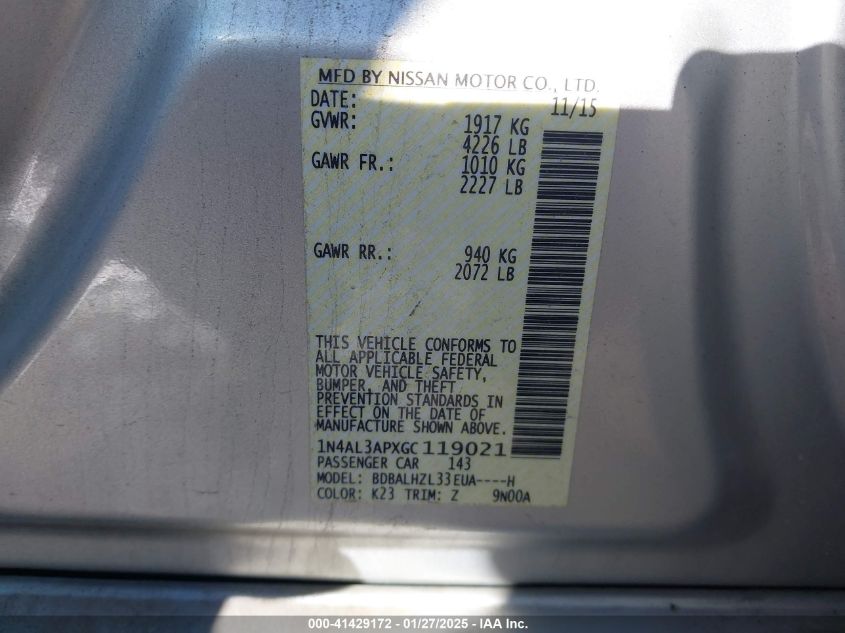 MFD BY NISSAN MOTOR CO., LTD.
DATE: 11/15
GVWR: 1917 KG
4226 LB
GAWR FR.: 1010 KG
2227 LB
GAWR RR.: 940 KG
2072 LB
THIS VEHICLE CONFORMS TO
ALL APPLICABLE FEDERAL
MOTOR VEHICLE SAFETY,
BUMPER, AND THEFT
PREVENTION STANDARDS IN
EFFECT ON THE DATE OF
MANUFACTURE SHOWN ABOVE.
1N4AL3APXGC119021
PASSENGER CAR 143
MODEL: BDBALHZL33EUA----H
COLOR: K23 TRIM: Z 9N00A
000-41429172 - 01/27/2025 - IAA Inc.